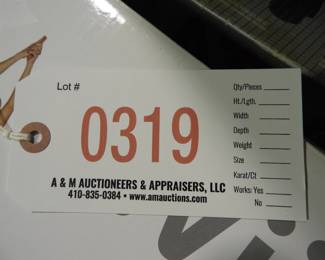 Lot #
0319
A & M AUCTIONEERS & APPRAISERS, LLC
410-835-0384 • www.amauctions.com
Qty/Pieces
Ht./Lgth.
Width
Depth
Weight
Size
Karat/Ct
Works: Yes
No